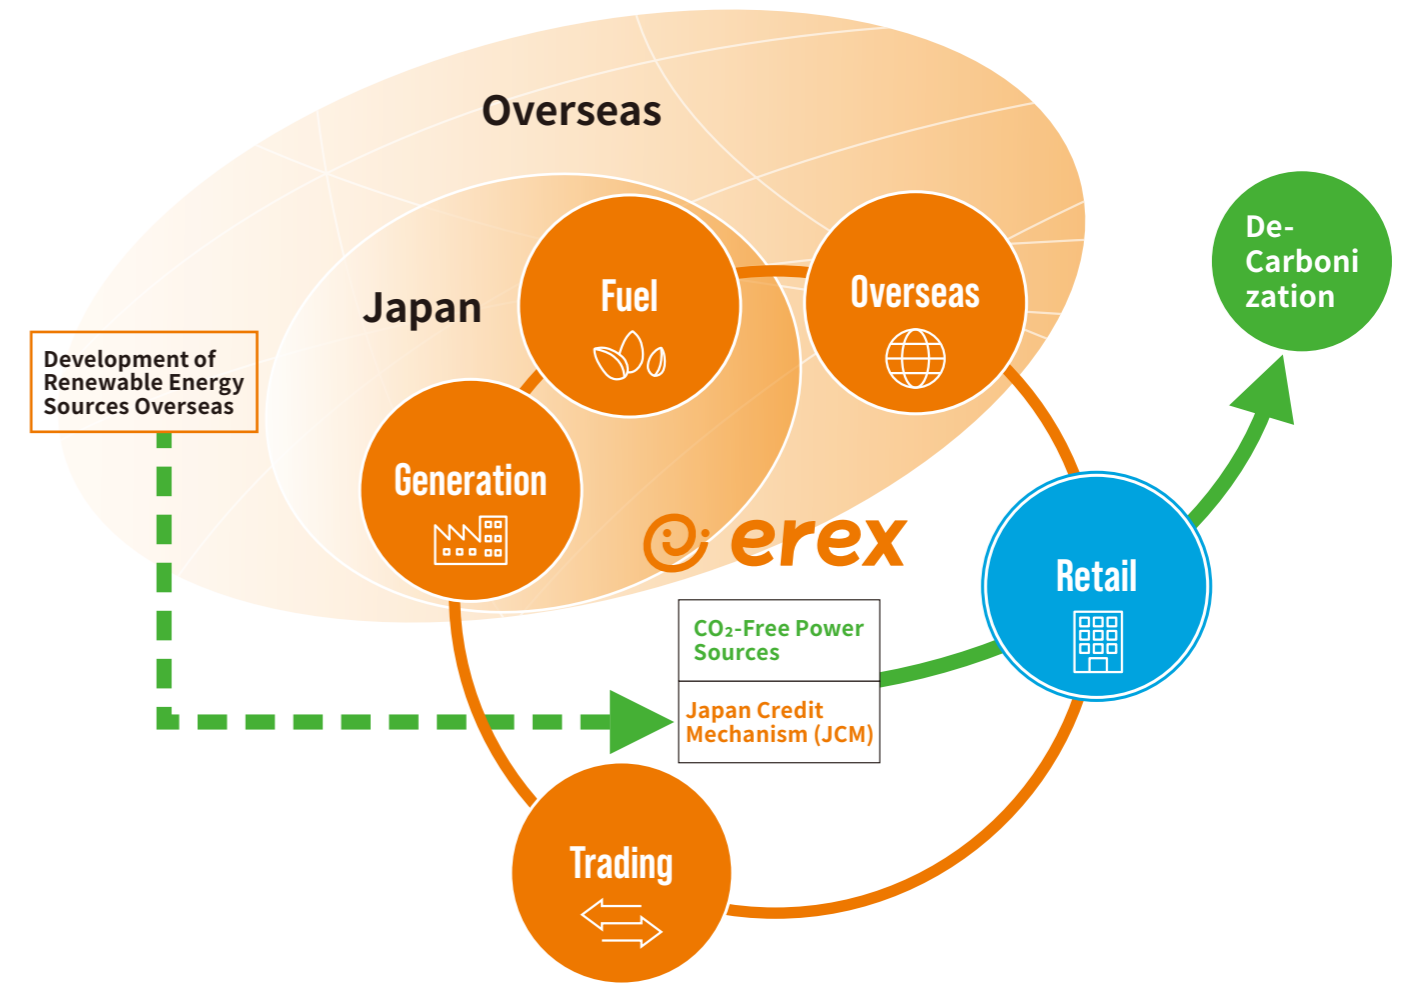 Overseas
Japan
Fuel
Overseas
De-
Carboni
zation
Development of
Renewable Energy
Sources Overseas
Generation
erex
Retail
CO₂-Free Power
Sources
Japan Credit
Mechanism (JCM)
Trading